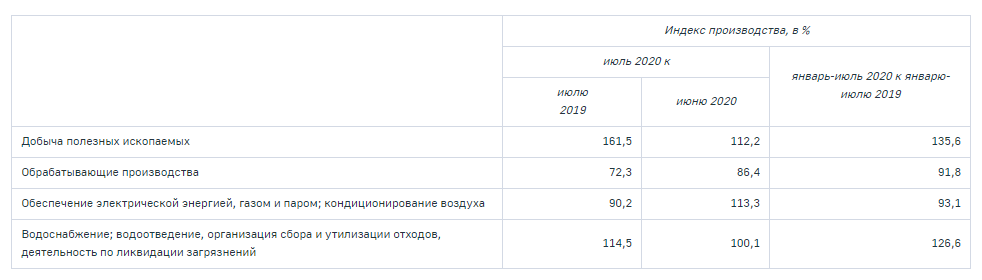 Индекс производства, в %
июль 2020 к
январь-июль 2020 к январю-
июлю 2019
июлю
2019
июню 2020
Добыча полезных ископаемых 161,5 112,2 135,6
Обрабатывающие производства 72,3 86,4 91,8
Обеспечение электрической энергией, газом и паром; кондиционирование воздуха 90,2 113,3 93,1
Водоснабжение; водоотведение, организация сбора и утилизации отходов,
деятельность по ликвидации загрязнений 114,5 100,1 126,6